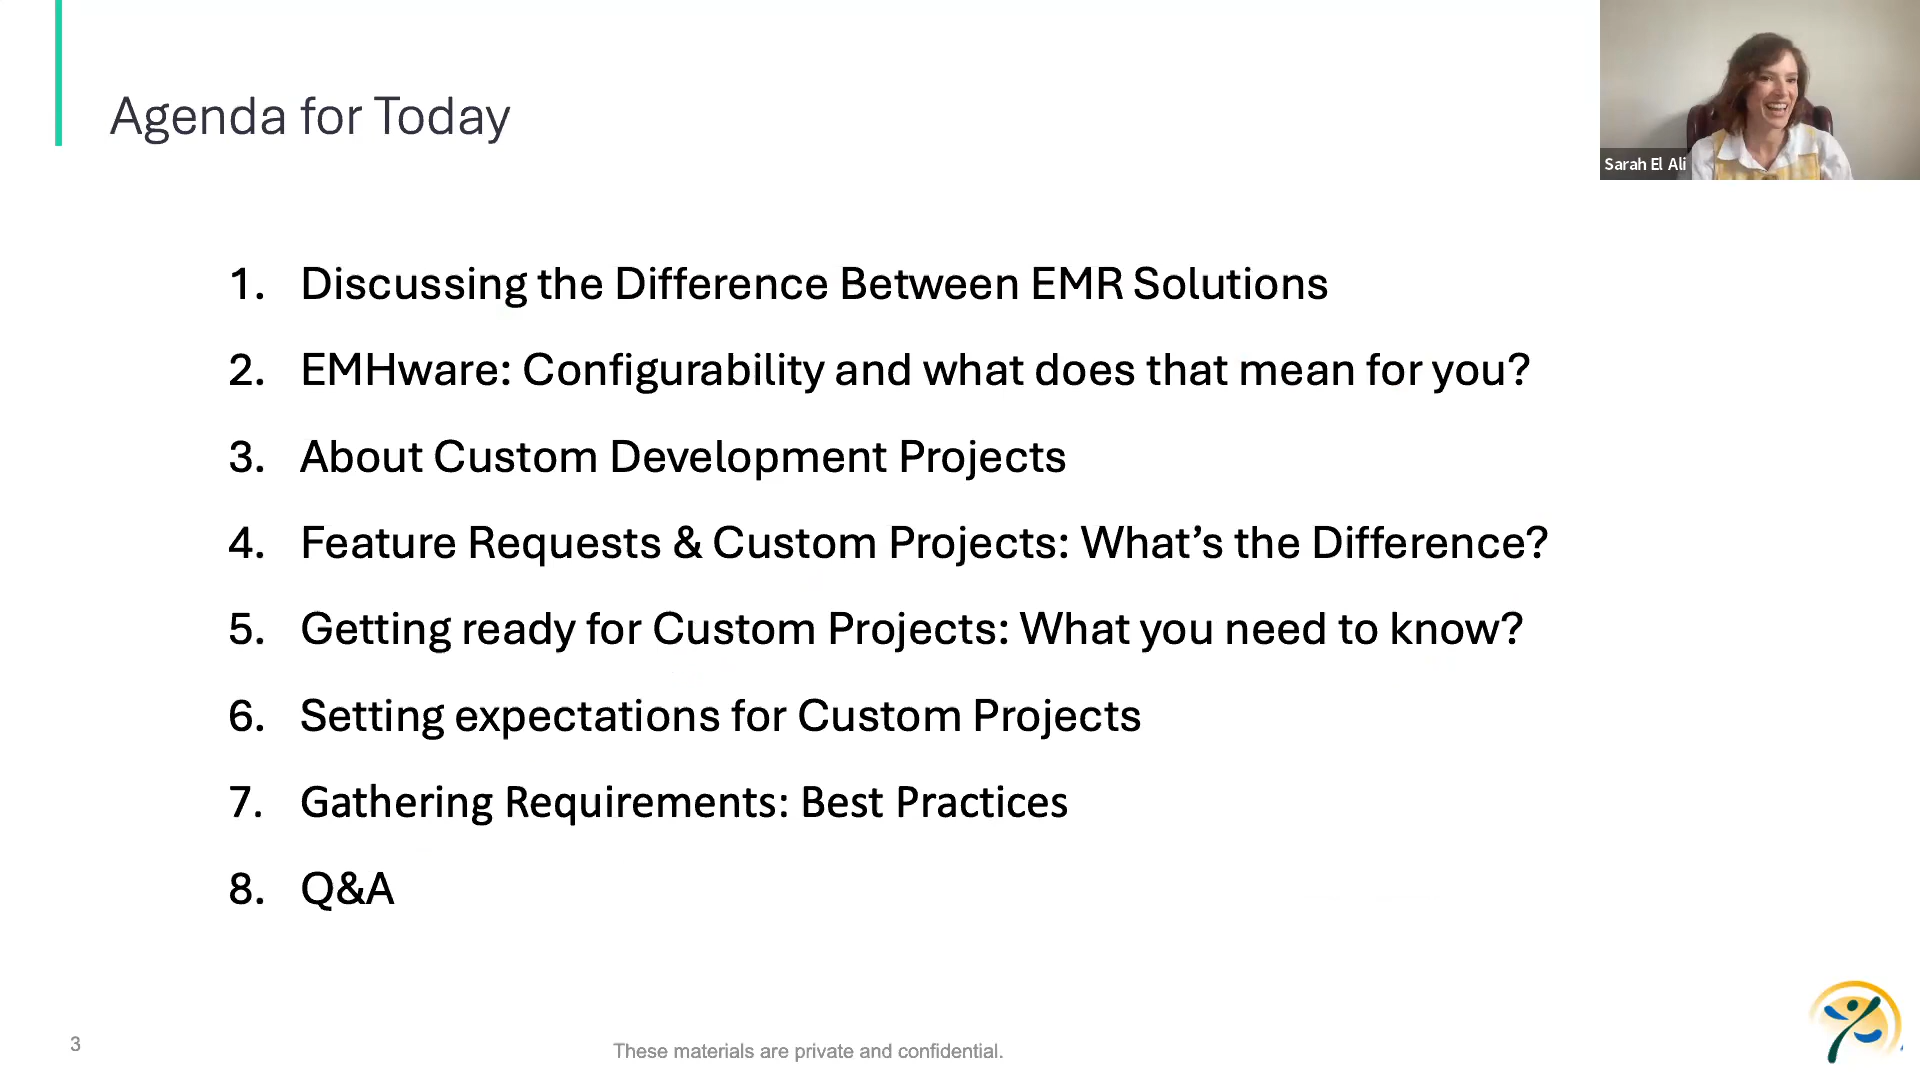 Agenda for Today
Sarah El Ali
1. Discussing the Difference Between EMR Solutions
2. EMHware: Configurability and what does that mean for you?
3. About Custom Development Projects
4. Feature Requests & Custom Projects: What’s the Difference?
5. Getting ready for Custom Projects: What you need to know?
6. Setting expectations for Custom Projects
7. Gathering Requirements: Best Practices
8. Q&A
3
These materials are private and confidential.